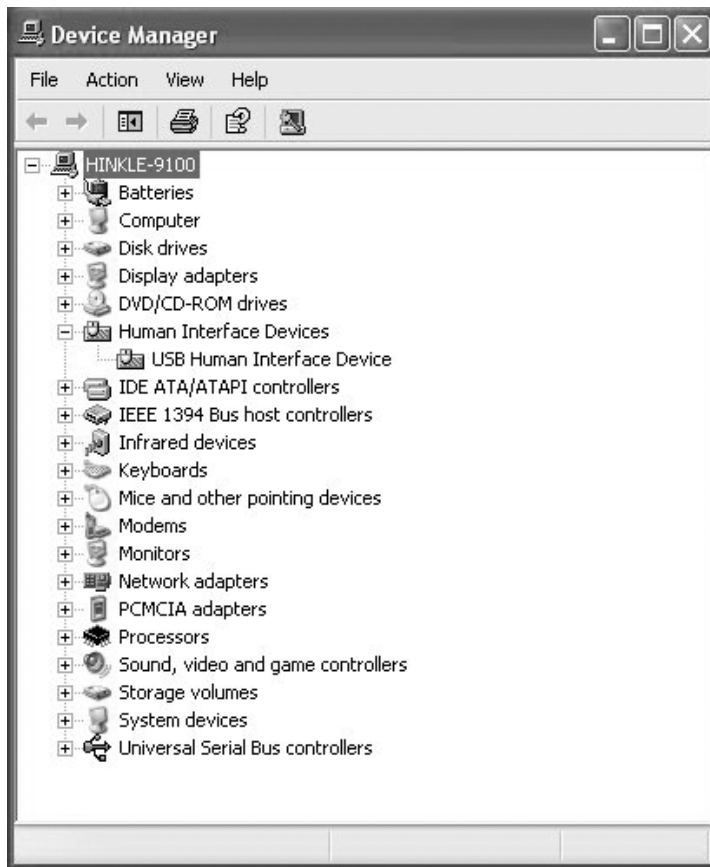 Device Manager
File Action View Help
HINKLE-9100
Batteries
Computer
Disk drives
Display adapters
DVD/CD-ROM drives
Human Interface Devices
USB Human Interface Device
IDE ATA/ATAPI controllers
IEEE 1394 Bus host controllers
Infrared devices
Keyboards
Mice and other pointing devices
Modems
Monitors
Network adapters
PCMCIA adapters
Processors
Sound, video and game controllers
Storage volumes
System devices
Universal Serial Bus controllers